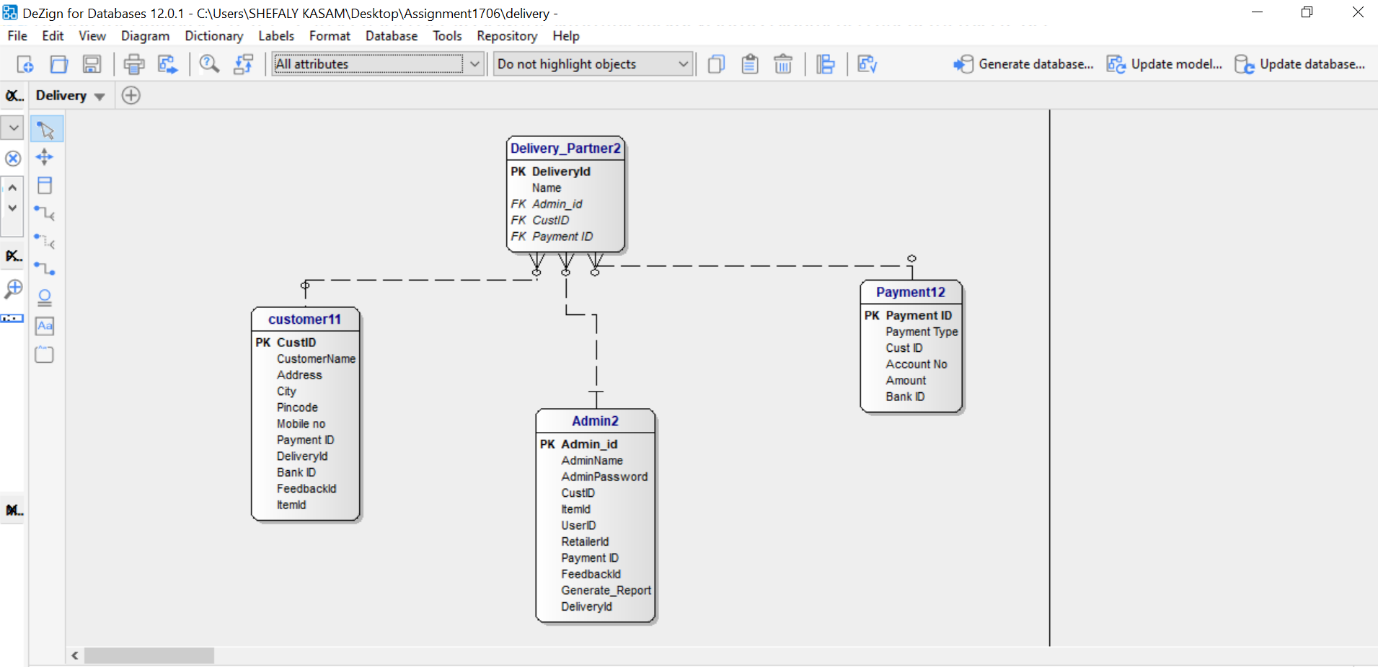 DeZign for Databases 12.0.1 - C:\Users\SHEFALY KASAM\Desktop\Assignment1706\delivery -
File Edit View Diagram Dictionary Labels Format Database Tools Repository Help
All attributes Do not highlight objects Generate database... Update model... Update database...
Delivery
Delivery_Partner2
PK DeliveryId
Name
FK Admin_id
FK CustID
FK Payment ID
customer11
PK CustID
CustomerName
Address
City
Pincode
Mobile no
Payment ID
DeliveryId
Bank ID
FeedbackId
ItemId
Admin2
PK Admin_id
AdminName
AdminPassword
CustID
ItemId
UserID
RetailerId
Payment ID
FeedbackId
Generate_Report
DeliveryId
Payment12
PK Payment ID
Payment Type
Cust ID
Account No
Amount
Bank ID
Aa